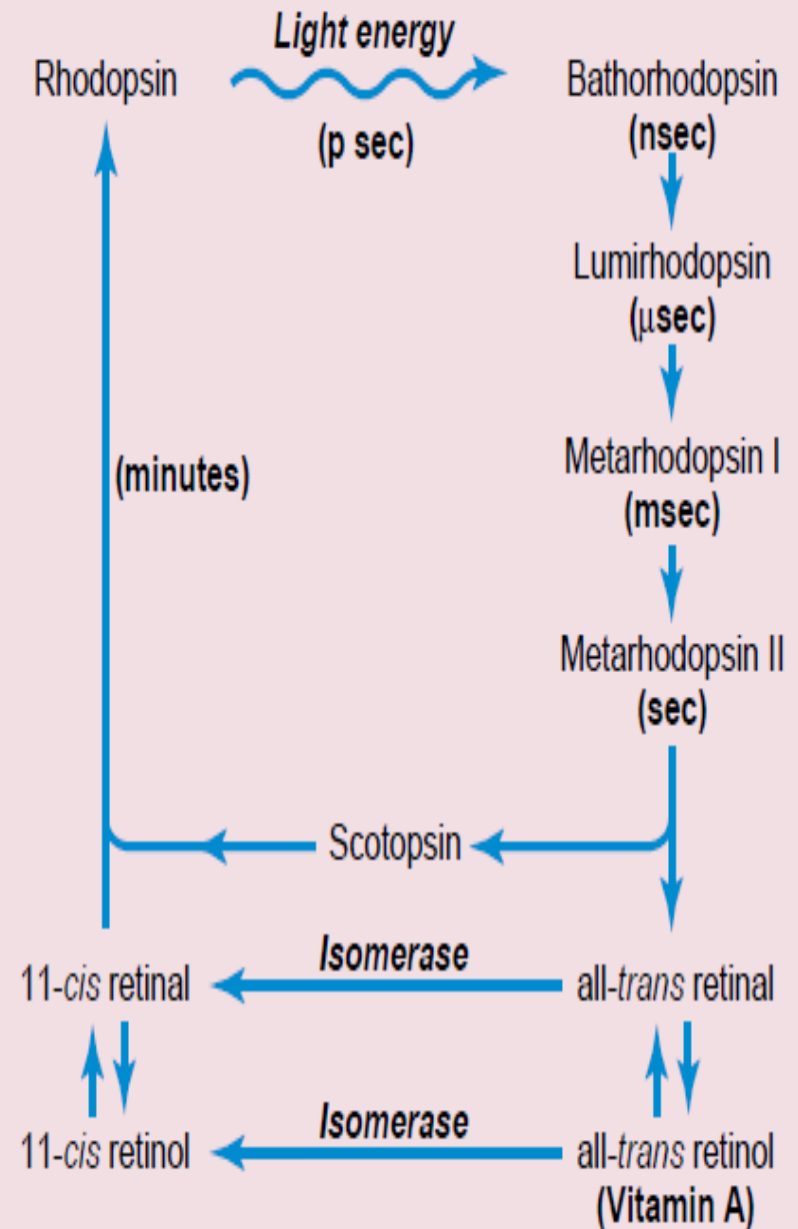 Light energy
Rhodopsin
Bathorhodopsin
(p sec)
(nsec)
Lumirhodopsin
(μsec)
Metarhodopsin I
(minutes)
(msec)
Metarhodopsin II
(sec)
Scotopsin
Isomerase
11-cis retinal
all-trans retinal
Isomerase
11-cis retinol
all-trans retinol
(Vitamin A)